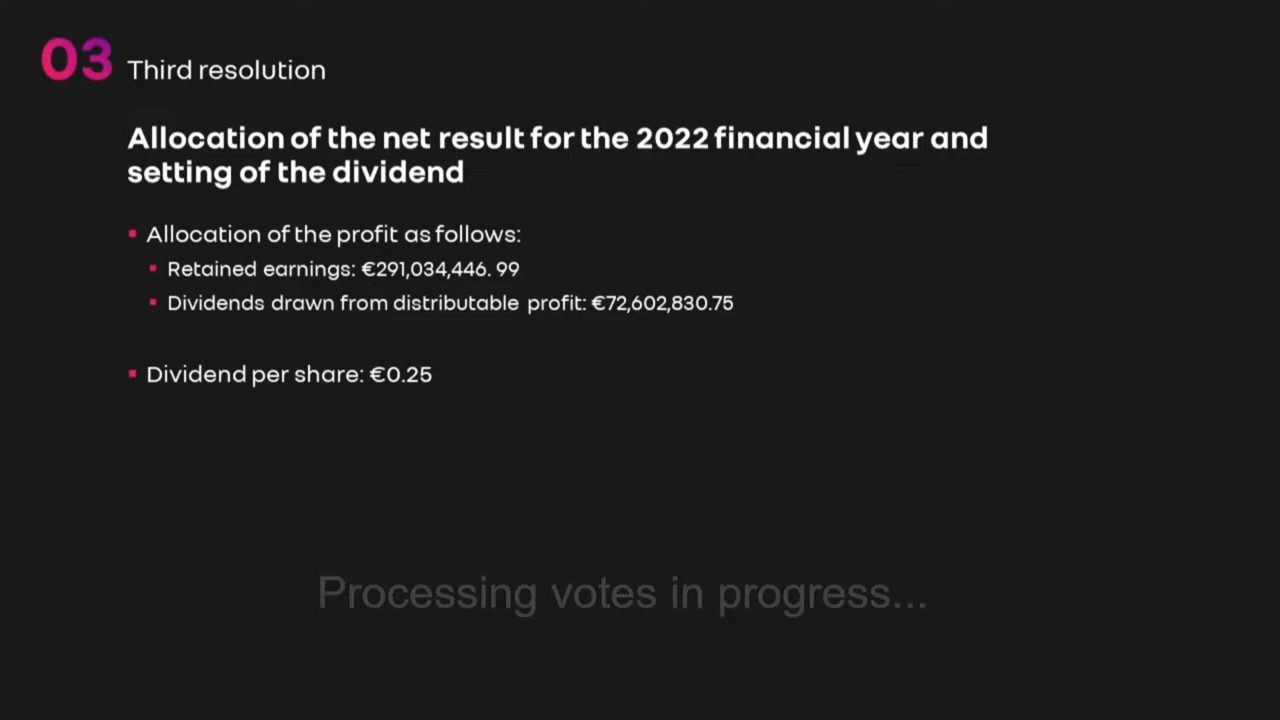 03 Third resolution
Allocation of the net result for the 2022 financial year and
setting of the dividend
Allocation of the profit as follows:
Retained earnings: €291,034,446. 99
Dividends drawn from distributable profit: €72,602,830.75
Dividend per share: €0.25
Processing votes in progress...